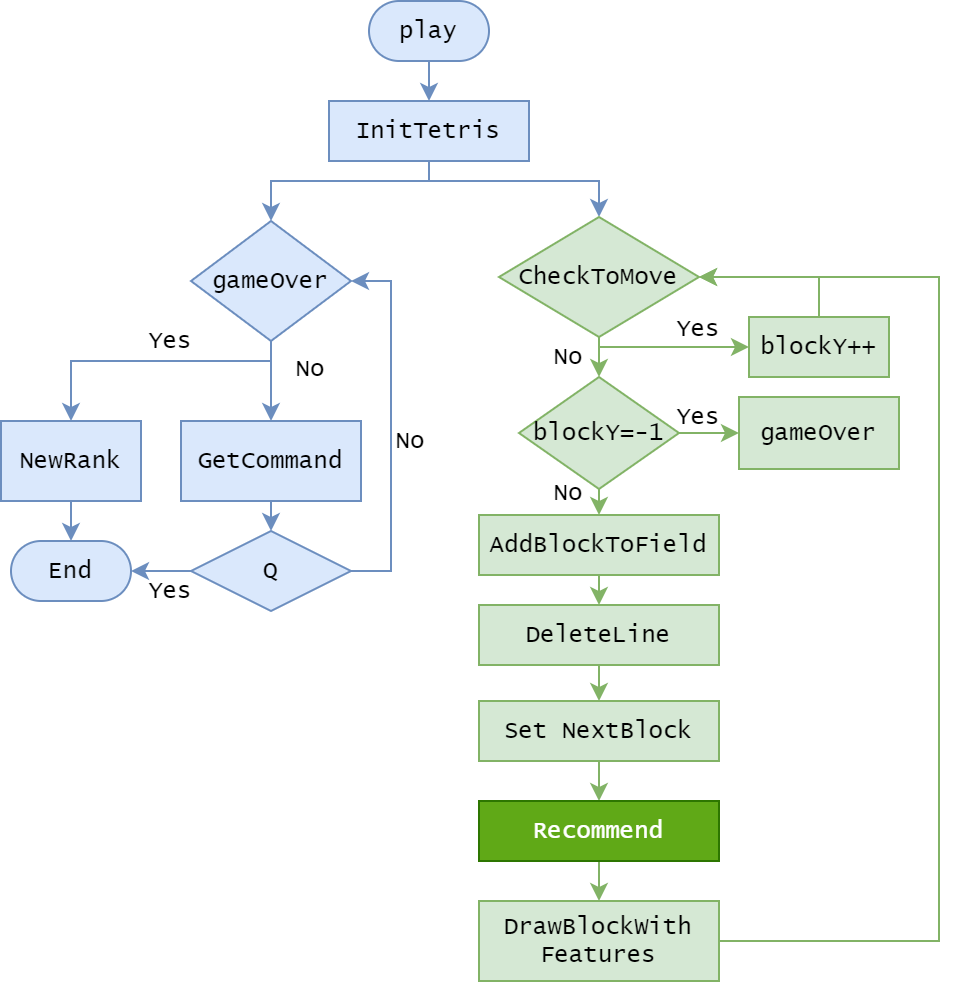 play
InitTetris
gameOver
CheckToMove
Yes
No
Yes
No
blockY++
blockY=-1
Yes
gameOver
No
NewRank
GetCommand
No
End
Yes
Q
AddBlockToField
DeleteLine
Set NextBlock
Recommend
DrawBlockWith
Features